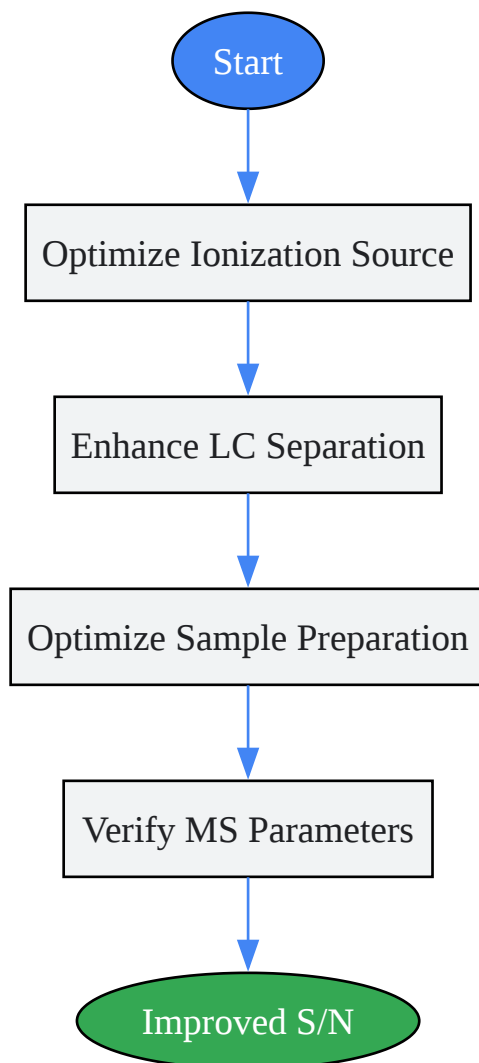 Start
Optimize Ionization Source
Enhance LC Separation
Optimize Sample Preparation
Verify MS Parameters
Improved S/N